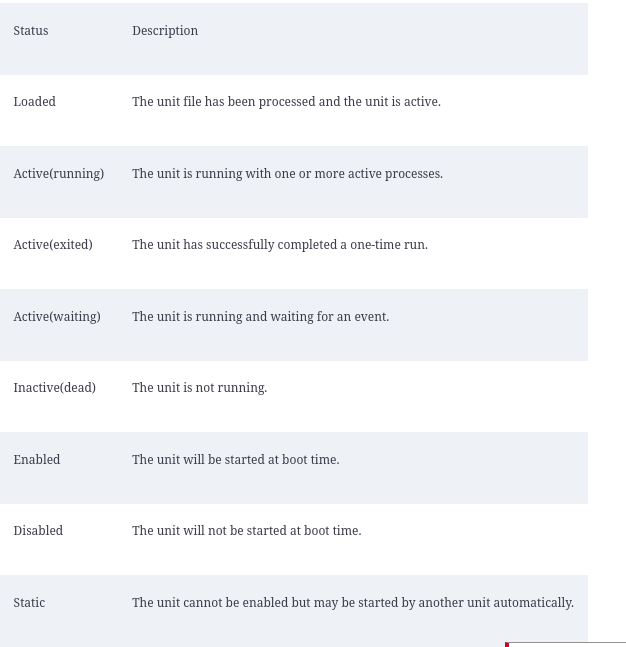 Status Description
Loaded The unit file has been processed and the unit is active.
Active(running) The unit is running with one or more active processes.
Active(exited) The unit has successfully completed a one-time run.
Active(waiting) The unit is running and waiting for an event.
Inactive(dead) The unit is not running.
Enabled The unit will be started at boot time.
Disabled The unit will not be started at boot time.
Static The unit cannot be enabled but may be started by another unit automatically.